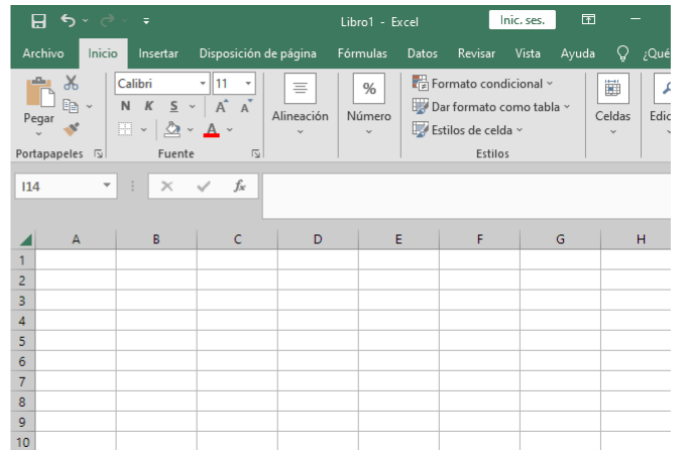 Libro1 - Excel
Inic. ses.
Archivo Inicio Insertar Disposición de página Fórmulas Datos Revisar Vista Ayuda ¿Qué
Pegar
Calibri 11
N K S A A
A
Alineación
%
Número
Formato condicional
Dar formato como tabla
Estilos de celda
Celdas
Edic
Portapapeles Fuente Estilos
I14 fx
A B C D E F G H
1
2
3
4
5
6
7
8
9
10